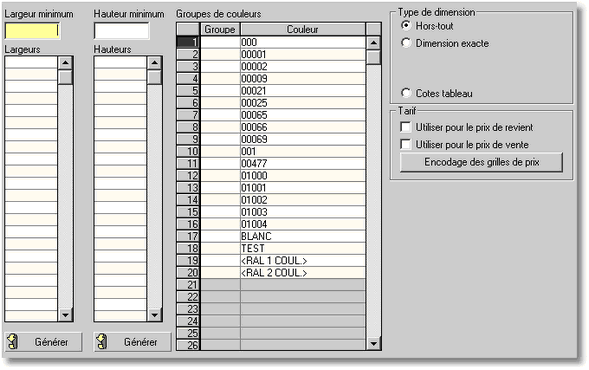 Largeur minimum
Hauteur minimum
Groupes de couleurs
Type de dimension
Largeurs
Hauteurs
Groupe
Couleur
Hors-tout
Dimension exacte
Cotes tableau
Tarif
Utiliser pour le prix de revient
Utiliser pour le prix de vente
Encodage des grilles de prix
1 000
2 00001
3 00002
4 00009
5 00021
6 00025
7 00065
8 00066
9 00069
10 001
11 00477
12 01000
13 01001
14 01002
15 01003
16 01004
17 BLANC
18 TEST
19 <RAL 1 COUL.>
20 <RAL 2 COUL.>
21
22
23
24
25
26
Générer
Générer